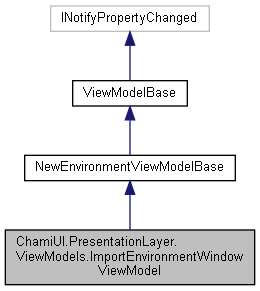 INotifyPropertyChanged
ViewModelBase
NewEnvironmentViewModelBase
ChamiUI.PresentationLayer.
ViewModels.ImportEnvironmentWindow
ViewModel